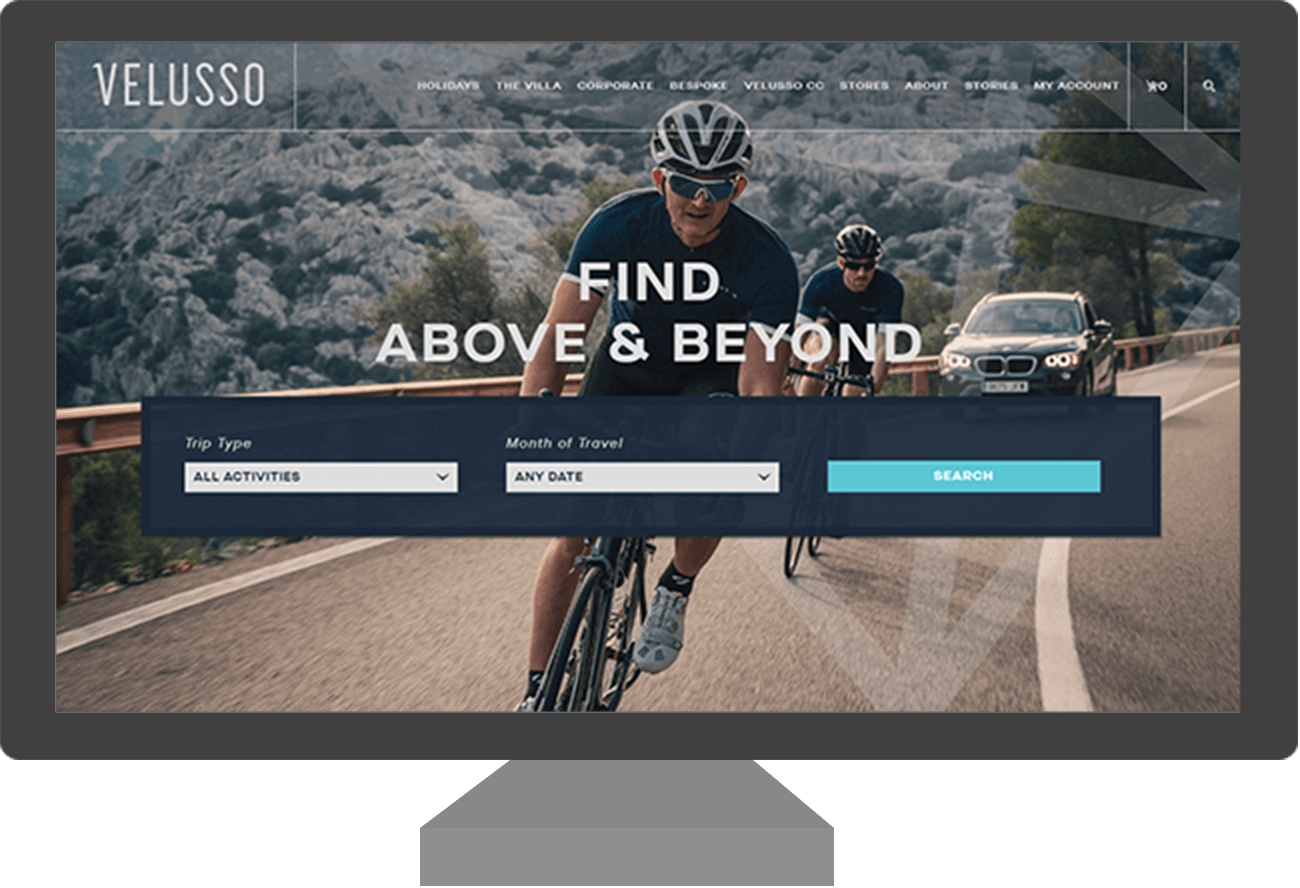 VELUSSO
HOLIDAYS THE VILLA CORPORATE BESPOKE VELUSSO CC STORES ABOUT STORIES MY ACCOUNT 0
FIND
ABOVE & BEYOND
Trip Type Month of Travel
ALL ACTIVITIES ANY DATE SEARCH